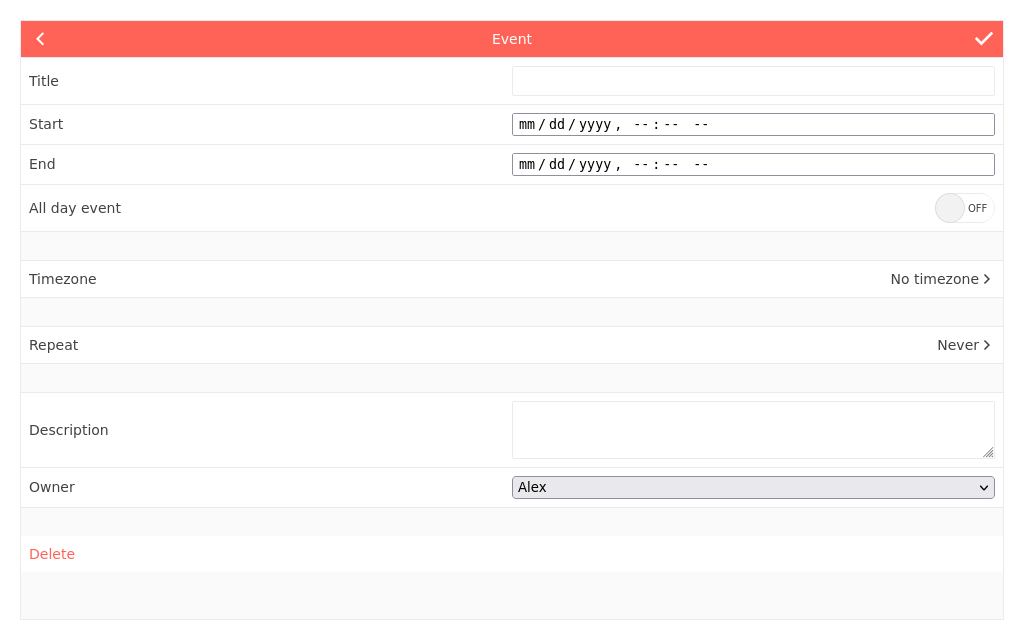 Event
Title
Start mm/dd/yyyy, --:-- --
End mm/dd/yyyy, --:-- --
All day event OFF
Timezone No timezone
Repeat Never
Description
Owner Alex
Delete